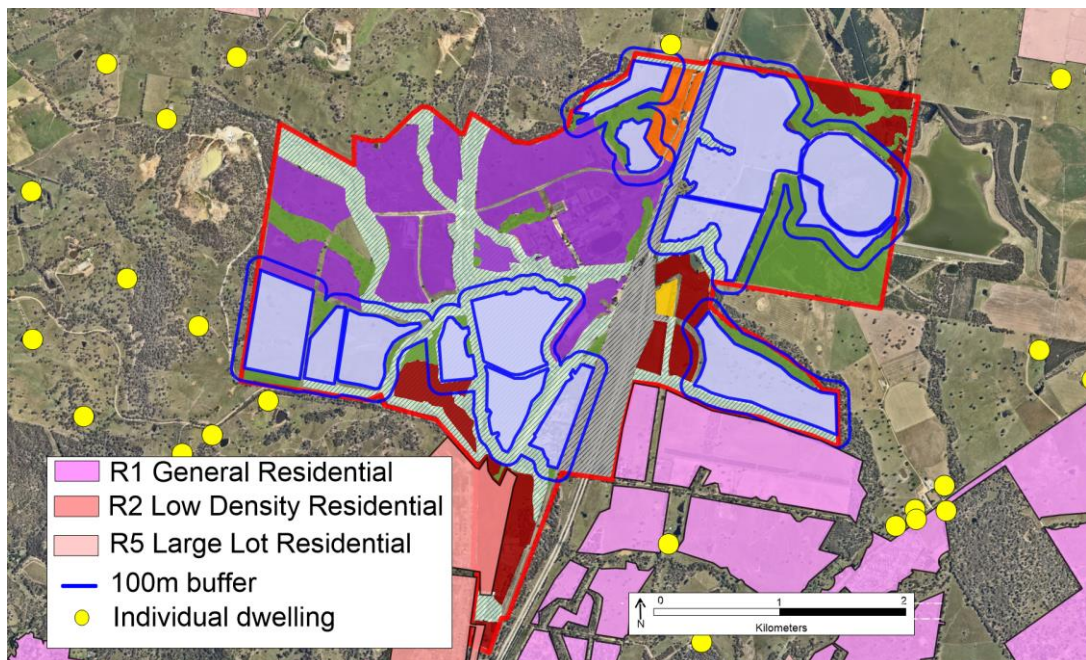 R1 General Residential
R2 Low Density Residential
R5 Large Lot Residential
100m buffer
Individual dwelling
0 1 2
Kilometers
N